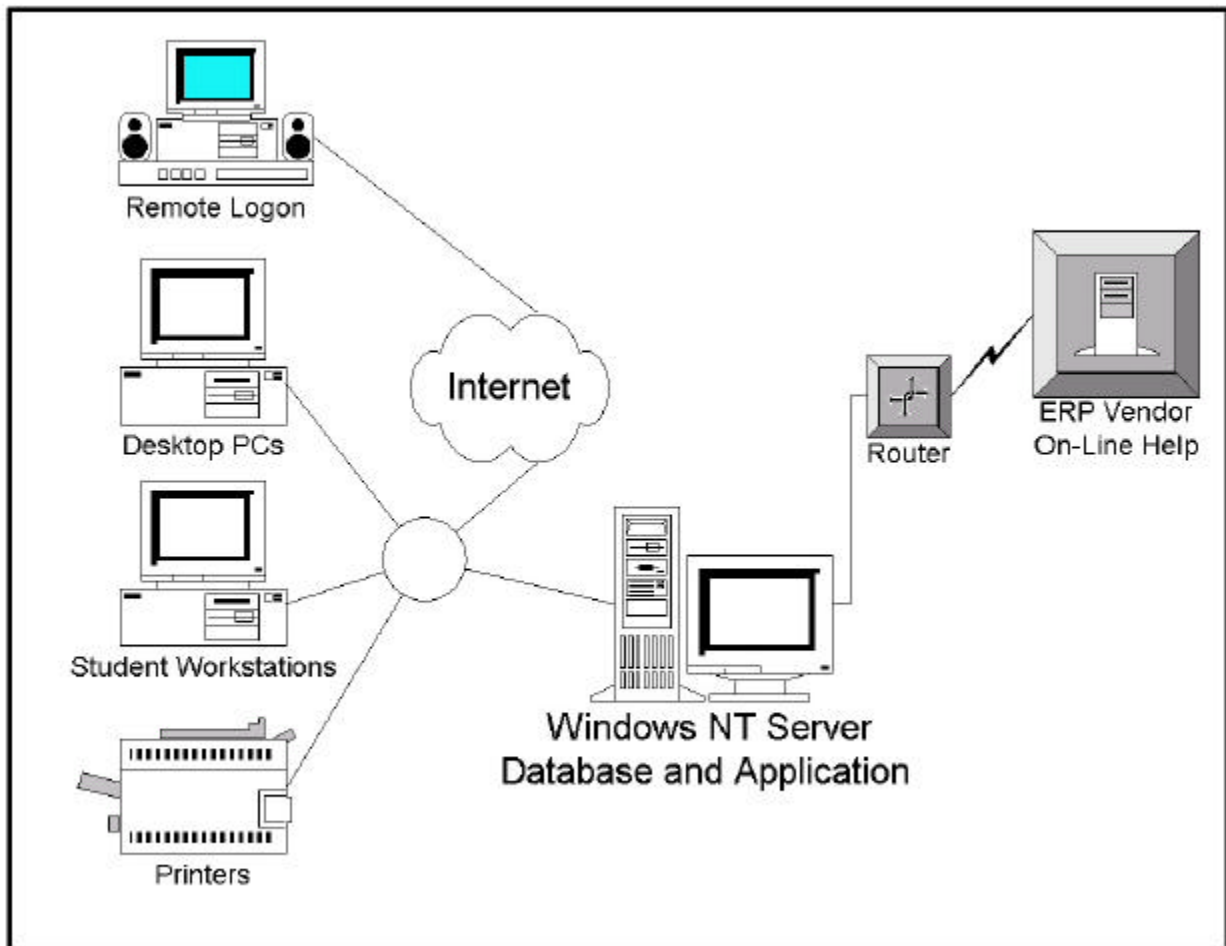 Remote Logon
Desktop PCs
Student Workstations
Printers
Internet
Windows NT Server
Database and Application
Router
ERP Vendor
On-Line Help